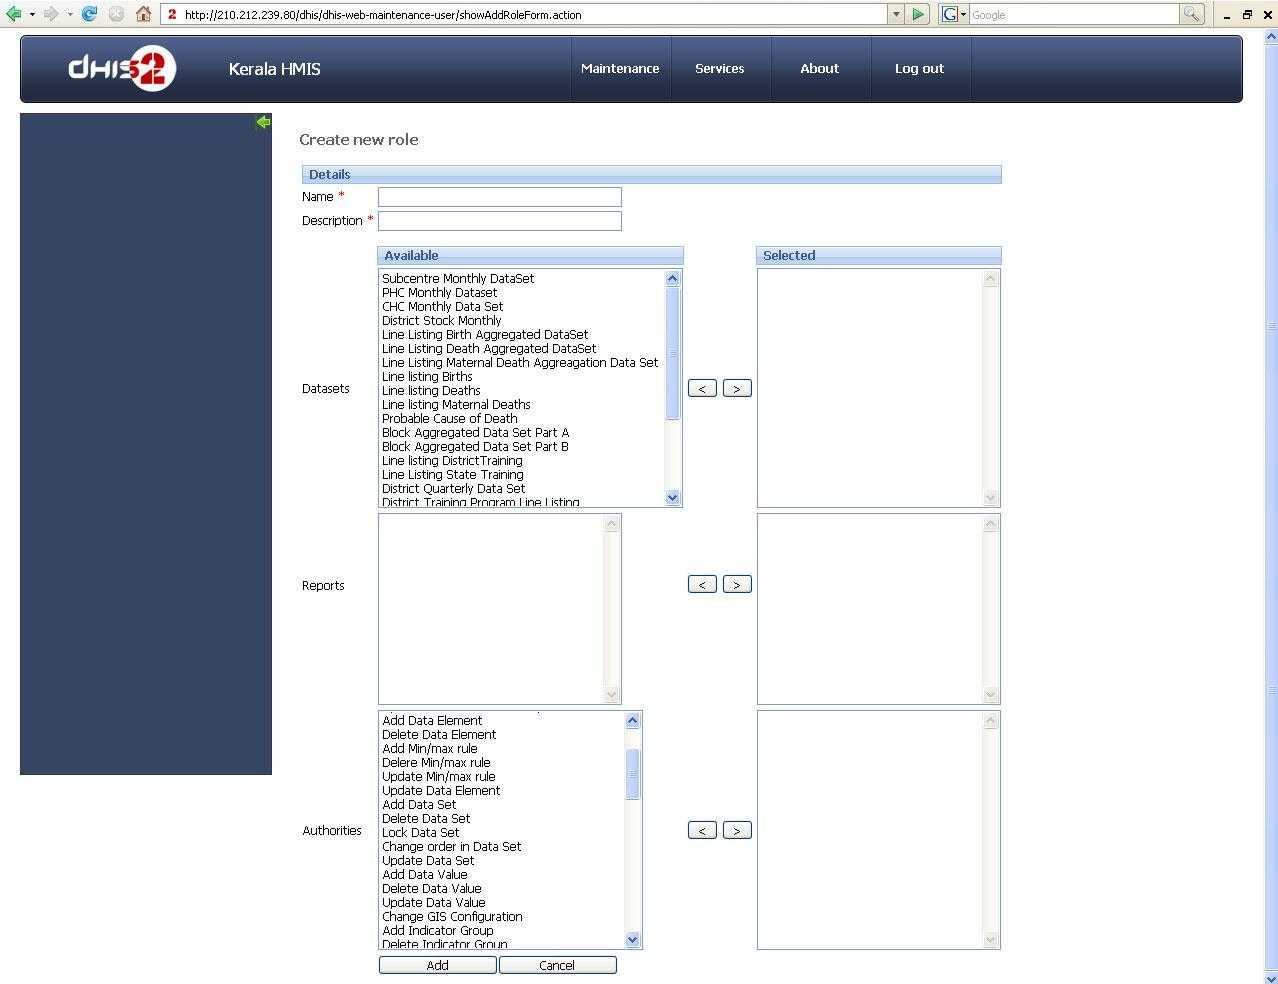 http://210.212.239.80/dhis/dhis-web-maintenance-user/showAddRoleForm.action
Google
dHIS2 Kerala HMIS Maintenance Services About Log out
Create new role
Details
Name *
Description *
Available Selected
Subcentre Monthly DataSet
PHC Monthly Dataset
CHC Monthly Data Set
District Stock Monthly
Line Listing Birth Aggregated DataSet
Line Listing Death Aggregated DataSet
Line Listing Maternal Death Aggreagation Data Set
Line listing Births
Datasets < >
Line listing Deaths
Line listing Maternal Deaths
Probable Cause of Death
Block Aggregated Data Set Part A
Block Aggregated Data Set Part B
Line listing DistrictTraining
Line Listing State Training
District Quarterly Data Set
District Training Program Line Listing
Reports < >
Add Data Element
Delete Data Element
Add Min/max rule
Delere Min/max rule
Update Min/max rule
Update Data Element
Add Data Set
Delete Data Set
Authorities < >
Lock Data Set
Change order in Data Set
Update Data Set
Add Data Value
Delete Data Value
Update Data Value
Change GIS Configuration
Add Indicator Group
Delete Indicator Group
Add Cancel